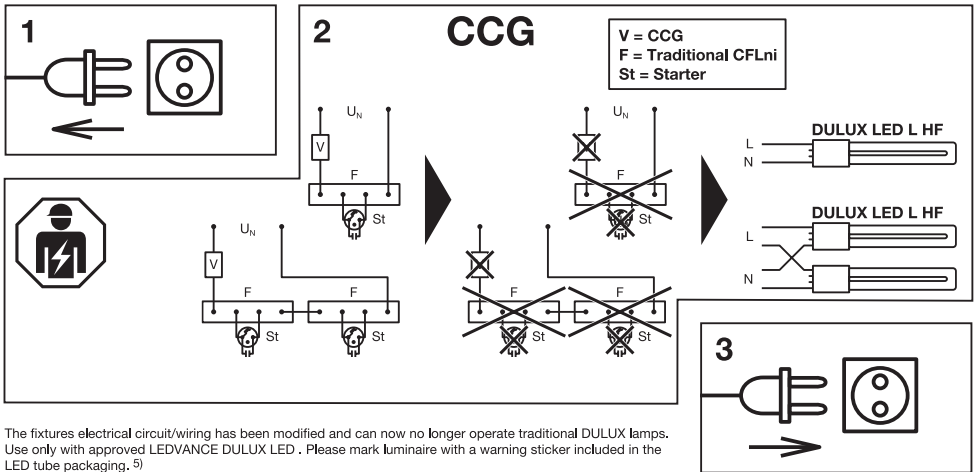 1
2
CCG
V = CCG
F = Traditional CFLni
St = Starter
U_N
V
F
St
U_N
V
F
F
St
St
U_N
F
St
F
F
St
St
DULUX LED L HF
L
N
DULUX LED L HF
L
N
3
The fixtures electrical circuit/wiring has been modified and can now no longer operate traditional DULUX lamps.
Use only with approved LEDVANCE DULUX LED . Please mark luminaire with a warning sticker included in the
LED tube packaging. 5)